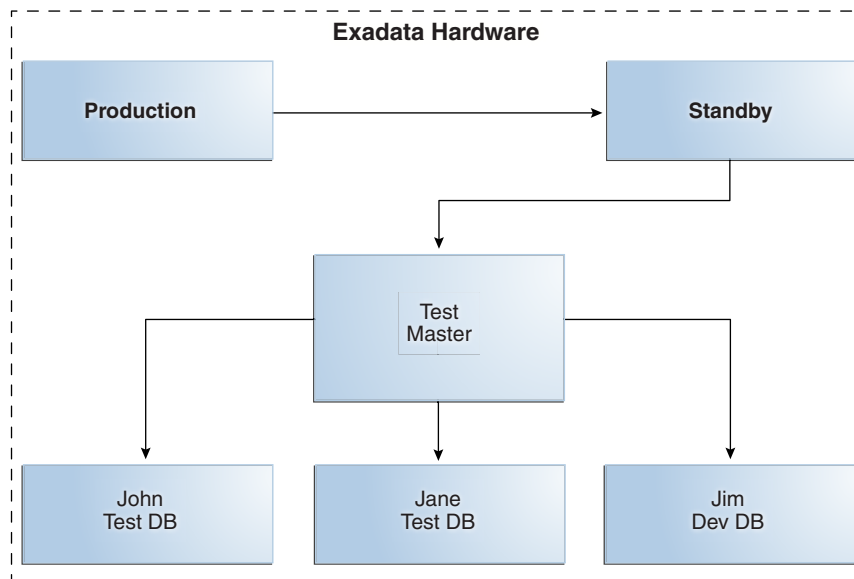 Exadata Hardware
Production
Standby
Test
Master
John
Test DB
Jane
Test DB
Jim
Dev DB